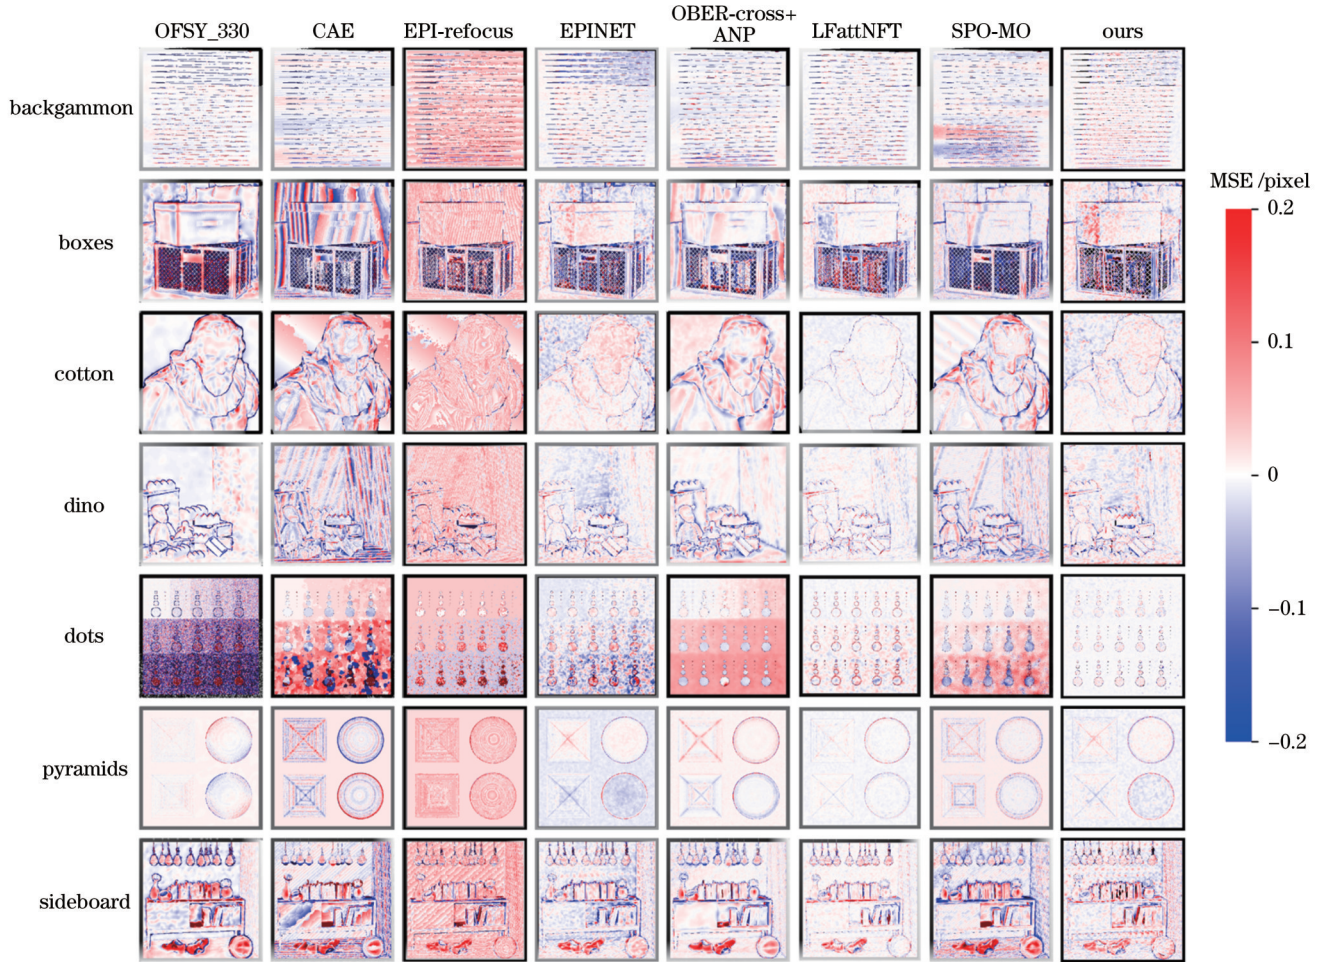 OFSY_330 CAE EPI-refocus EPINET OBER-cross+ LFattNFT SPO-MO ours
ANP
backgammon
boxes
cotton
dino
dots
pyramids
sideboard
MSE /pixel
0.2
0.1
0
−0.1
−0.2